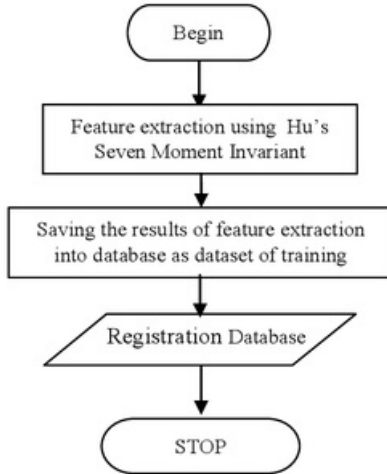 Begin
Feature extraction using Hu's
Seven Moment Invariant
Saving the results of feature extraction
into database as dataset of training
Registration Database
STOP